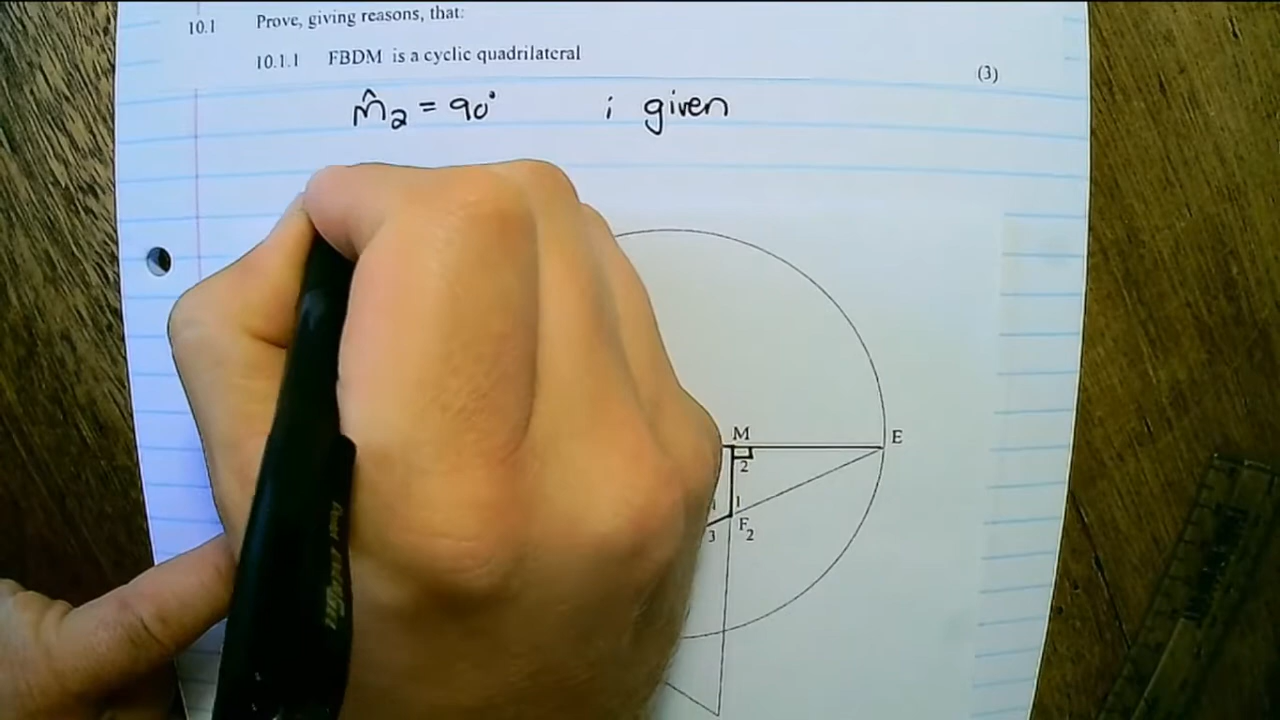 10.1 Prove, giving reasons, that:
10.1.1 FBDM is a cyclic quadrilateral
(3)
m̂₂ = 90° ; given
M
E
2
1
F
2
3